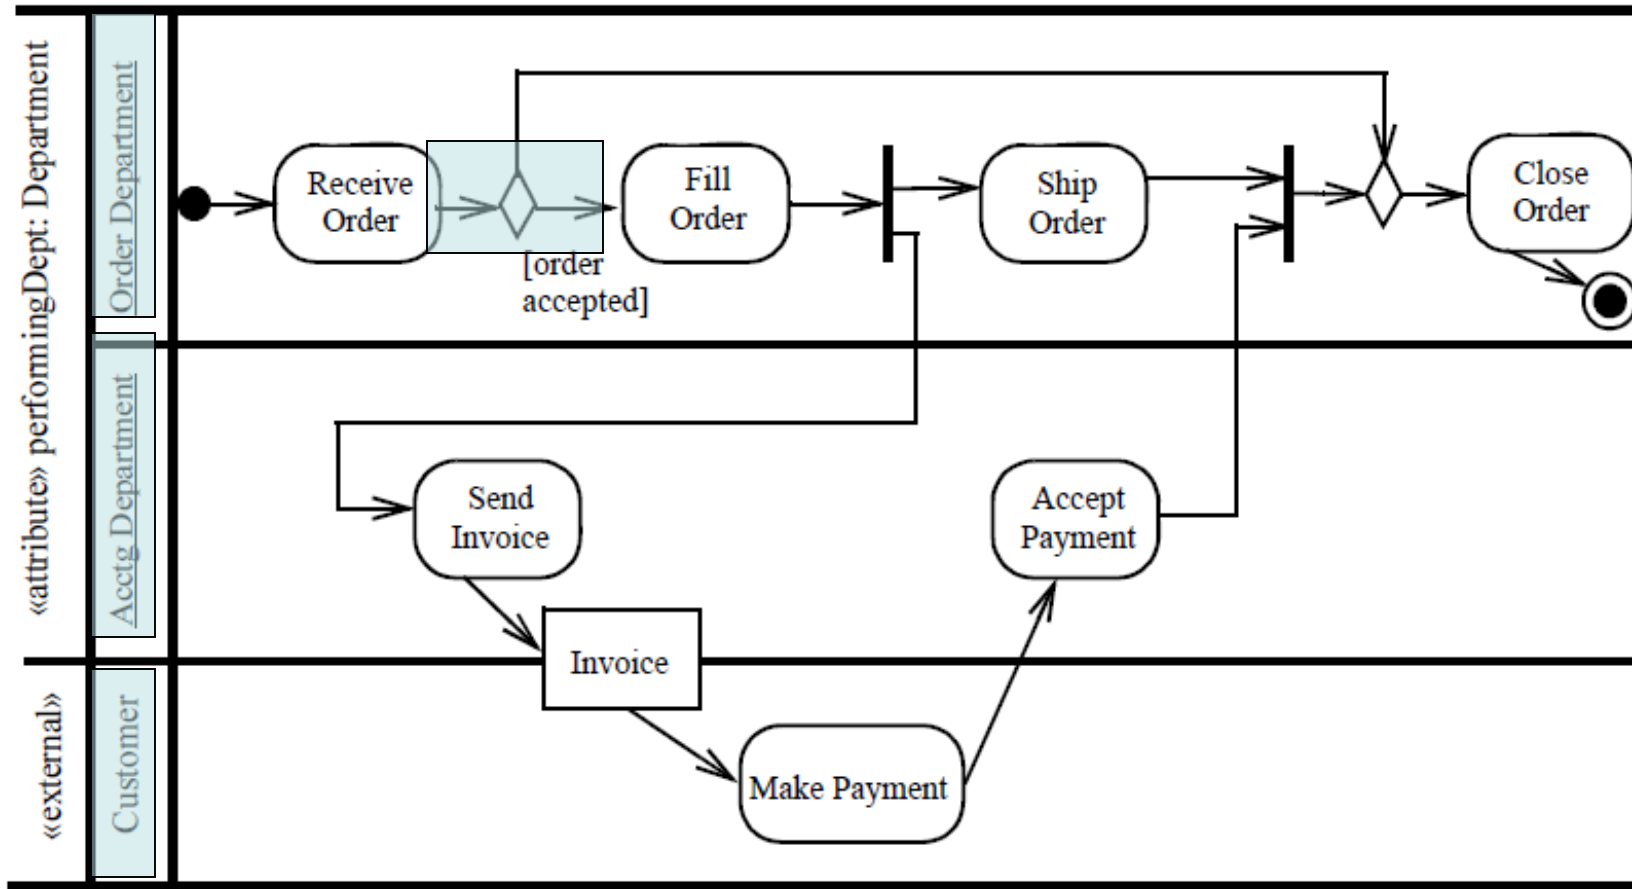 «attribute» performingDept: Department
Order Department
Receive
Order
[order
accepted]
Fill
Order
Ship
Order
Close
Order
Acctg Department
Send
Invoice
Accept
Payment
Invoice
«external»
Customer
Make Payment